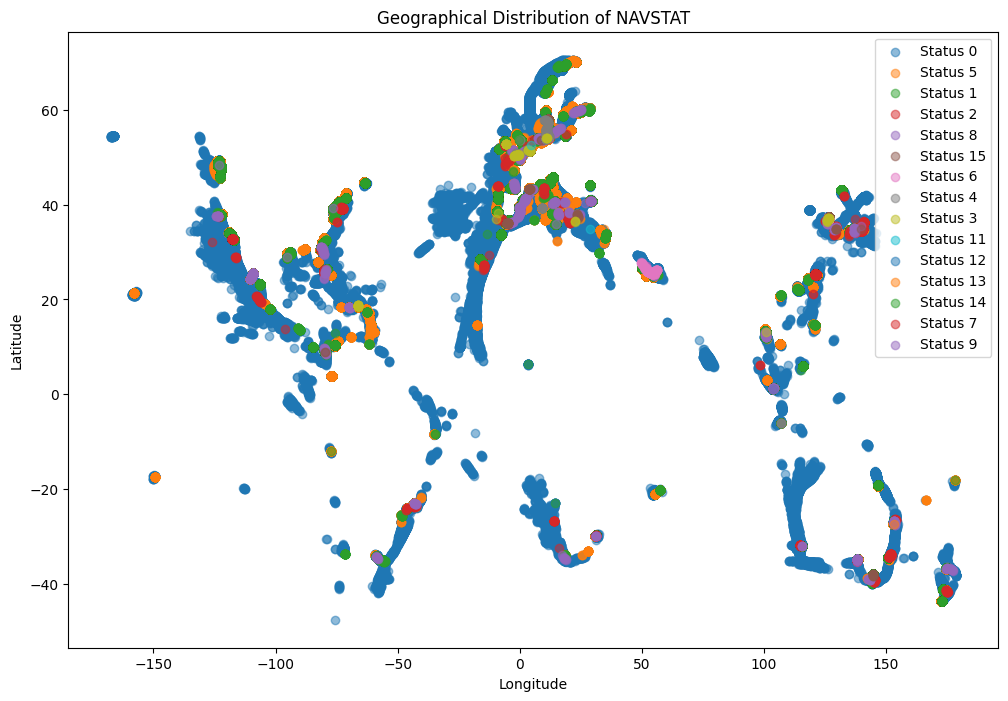 Geographical Distribution of NAVSTAT
Status 0
Status 5
Status 1
Status 2
Status 8
Status 15
Status 6
Status 4
Status 3
Status 11
Status 12
Status 13
Status 14
Status 7
Status 9
Latitude
60
40
20
0
−20
−40
−150
−100
−50
0
50
100
150
Longitude